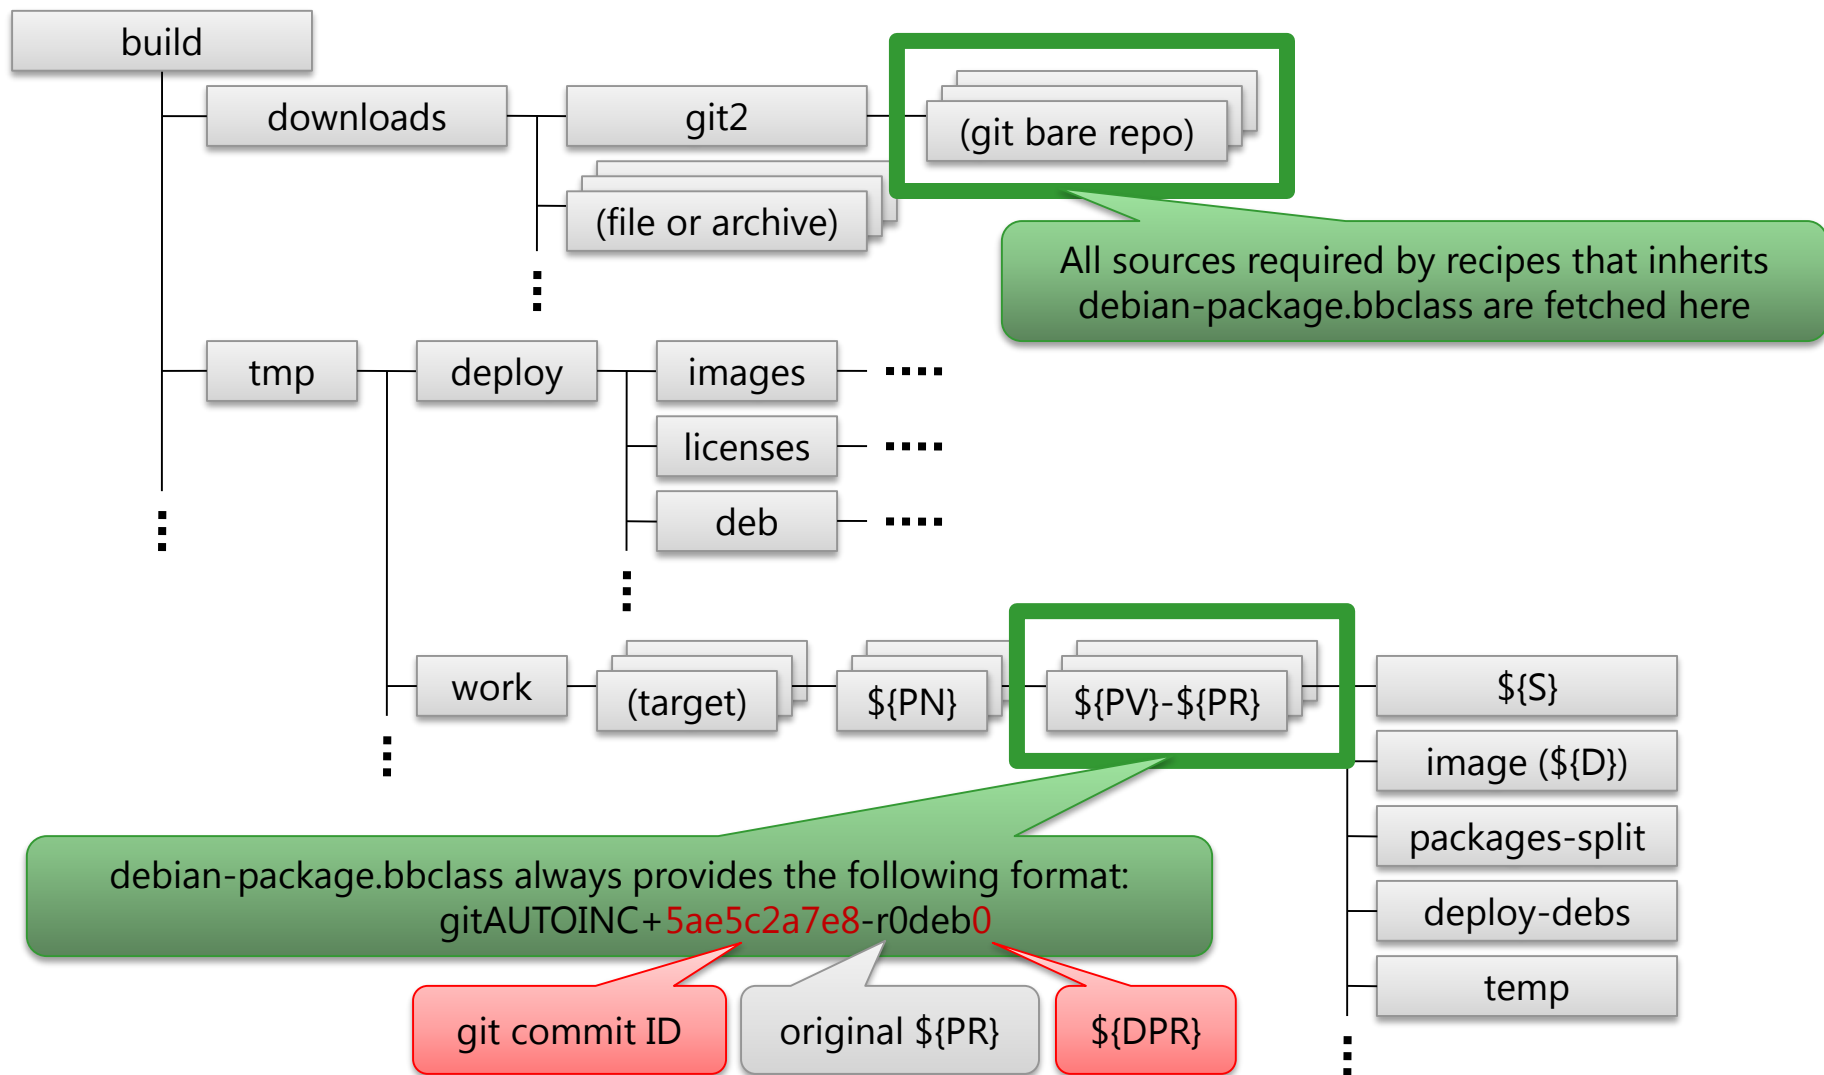 build
downloads
git2
(git bare repo)
(file or archive)
All sources required by recipes that inherits
debian-package.bbclass are fetched here
tmp
deploy
images
licenses
deb
work
(target)
${PN}
${PV}-${PR}
${S}
image (${D})
packages-split
deploy-debs
temp
debian-package.bbclass always provides the following format:
gitAUTOINC+5ae5c2a7e8-r0deb0
git commit ID
original ${PR}
${DPR}